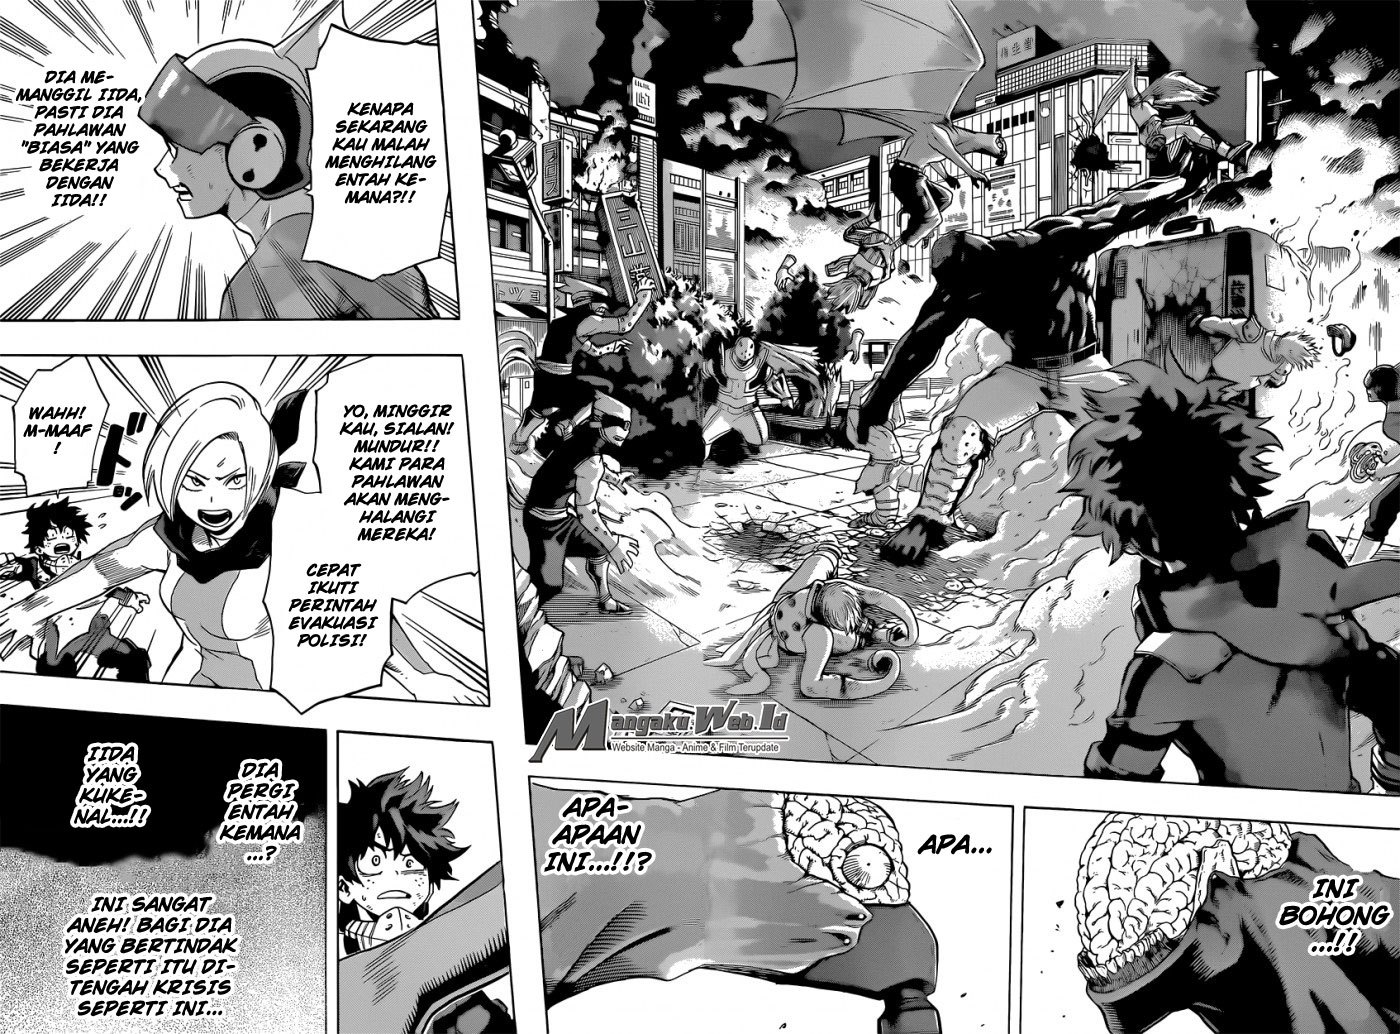 INI
BOHONG
...!!
APA...
APA-
APAAN
INI...!!?
KENAPA
SEKARANG
KAU MALAH
MENGHILANG
ENTAH KE-
MANA?!!
DIA ME-
MANGGIL IIDA,
PASTI DIA
PAHLAWAN
"BIASA" YANG
BEKERJA
DENGAN
IIDA!!
YO, MINGGIR
KAU, SIALAN!
MUNDUR!!
KAMI PARA
PAHLAWAN
AKAN MENG-
HALANGI
MEREKA!
CEPAT
IKUTI
PERINTAH
EVAKUASI
POLISI!
WAHH!
M-MAAF
!
DIA
PERGI
ENTAH
KEMANA
...?
IIDA
YANG
KUKE-
NAL...!!
INI SANGAT
ANEH! BAGI DIA
YANG BERTINDAK
SEPERTI ITU DI-
TENGAH KRISIS
SEPERTI INI...
Mangaku.Web.Id
Website Manga - Anime & Film Terupdate